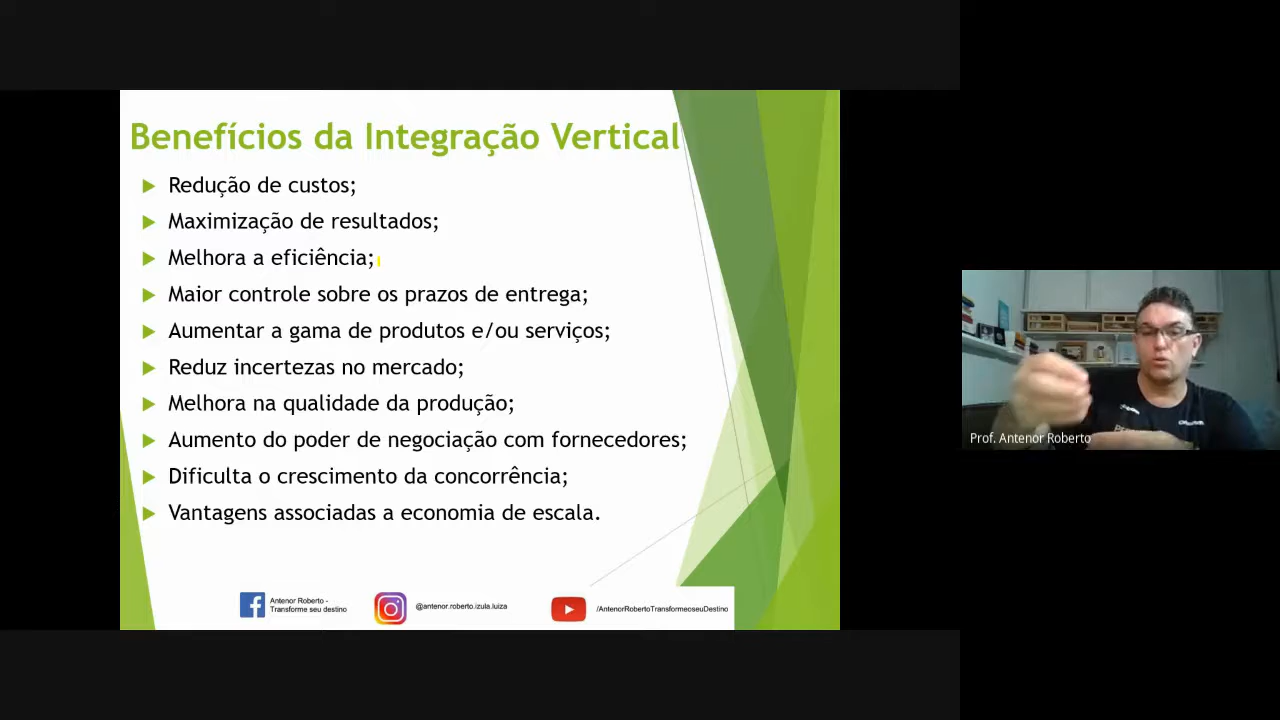 Benefícios da Integração Vertical
Redução de custos;
Maximização de resultados;
Melhora a eficiência;
Maior controle sobre os prazos de entrega;
Aumentar a gama de produtos e/ou serviços;
Reduz incertezas no mercado;
Melhora na qualidade da produção;
Aumento do poder de negociação com fornecedores;
Dificulta o crescimento da concorrência;
Vantagens associadas a economia de escala.
Antenor Roberto -
Transforme seu destino
@antenor.roberto.izula.luiza
/AntenorRobertoTransformeoseuDestino
Prof. Antenor Roberto